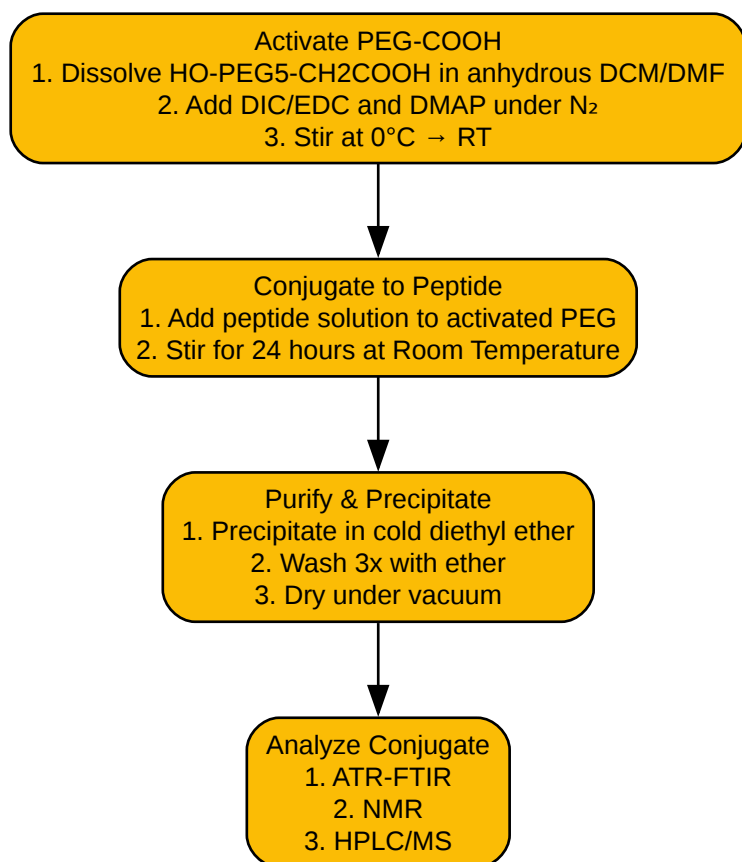 Activate PEG-COOH
1. Dissolve HO-PEG5-CH2COOH in anhydrous DCM/DMF
2. Add DIC/EDC and DMAP under N₂
3. Stir at 0°C → RT
Conjugate to Peptide
1. Add peptide solution to activated PEG
2. Stir for 24 hours at Room Temperature
Purify & Precipitate
1. Precipitate in cold diethyl ether
2. Wash 3x with ether
3. Dry under vacuum
Analyze Conjugate
1. ATR-FTIR
2. NMR
3. HPLC/MS